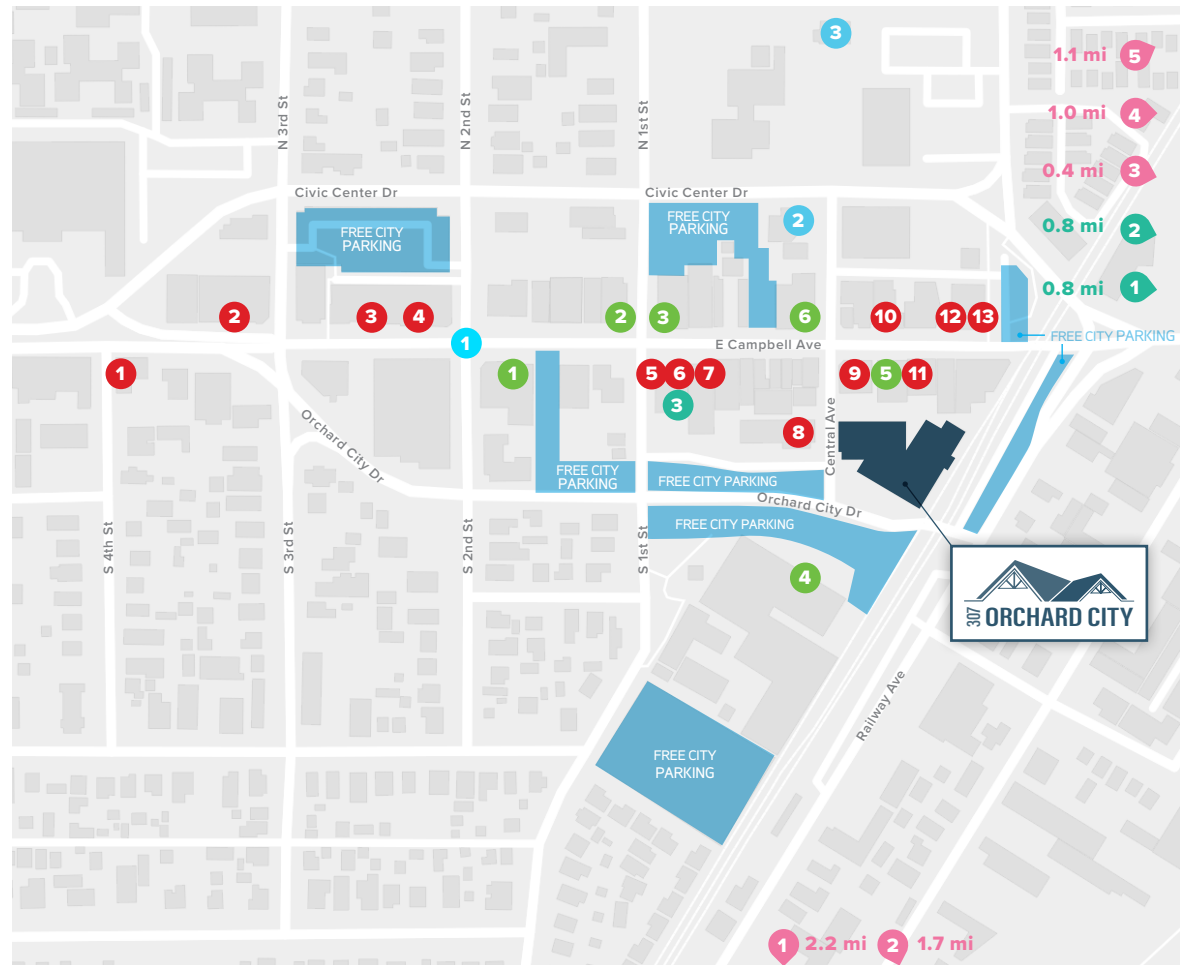 3
1.1 mi 5
1.0 mi 4
N 3rd St
N 2nd St
N 1st St
0.4 mi 3
Civic Center Dr
Civic Center Dr
FREE CITY
PARKING
FREE CITY
PARKING
2
0.8 mi 2
0.8 mi 1
2
3
4
2
3
6
10
12
13
FREE CITY PARKING
1
E Campbell Ave
1
1
5
6
7
9
5
11
3
8
Central Ave
Orchard City Dr
FREE CITY
PARKING
FREE CITY PARKING
Orchard City Dr
FREE CITY PARKING
S 4th St
S 3rd St
S 2nd St
S 1st St
4
307 ORCHARD CITY
Railway Ave
FREE CITY
PARKING
1 2.2 mi
2 1.7 mi